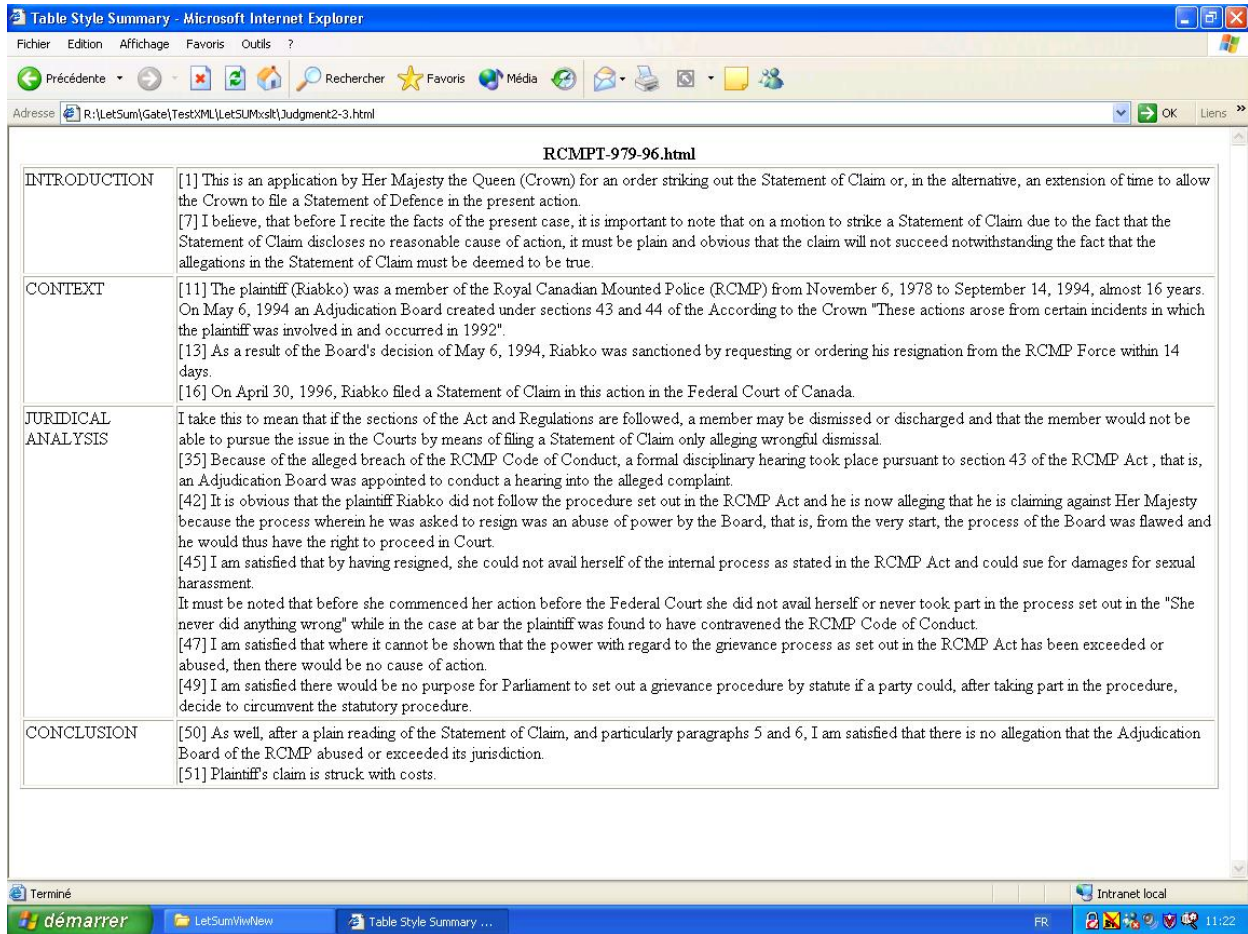 Table Style Summary - Microsoft Internet Explorer
Fichier Edition Affichage Favoris Outils ?
Précédente Rechercher Favoris Média
Adresse R:\LetSum\Gate\TestXML\LetSUMxslt\Judgment2-3.html OK Liens »
RCMPT-979-96.html
INTRODUCTION [1] This is an application by Her Majesty the Queen (Crown) for an order striking out the Statement of Claim or, in the alternative, an extension of time to allow
the Crown to file a Statement of Defence in the present action.
[7] I believe, that before I recite the facts of the present case, it is important to note that on a motion to strike a Statement of Claim due to the fact that the
Statement of Claim discloses no reasonable cause of action, it must be plain and obvious that the claim will not succeed notwithstanding the fact that the
allegations in the Statement of Claim must be deemed to be true.
CONTEXT [11] The plaintiff (Riabko) was a member of the Royal Canadian Mounted Police (RCMP) from November 6, 1978 to September 14, 1994, almost 16 years.
On May 6, 1994 an Adjudication Board created under sections 43 and 44 of the According to the Crown "These actions arose from certain incidents in which
the plaintiff was involved in and occurred in 1992".
[13] As a result of the Board's decision of May 6, 1994, Riabko was sanctioned by requesting or ordering his resignation from the RCMP Force within 14
days.
[16] On April 30, 1996, Riabko filed a Statement of Claim in this action in the Federal Court of Canada.
JURIDICAL ANALYSIS I take this to mean that if the sections of the Act and Regulations are followed, a member may be dismissed or discharged and that the member would not be
able to pursue the issue in the Courts by means of filing a Statement of Claim only alleging wrongful dismissal.
[35] Because of the alleged breach of the RCMP Code of Conduct, a formal disciplinary hearing took place pursuant to section 43 of the RCMP Act , that is,
an Adjudication Board was appointed to conduct a hearing into the alleged complaint.
[42] It is obvious that the plaintiff Riabko did not follow the procedure set out in the RCMP Act and he is now alleging that he is claiming against Her Majesty
because the process wherein he was asked to resign was an abuse of power by the Board, that is, from the very start, the process of the Board was flawed and
he would thus have the right to proceed in Court.
[45] I am satisfied that by having resigned, she could not avail herself of the internal process as stated in the RCMP Act and could sue for damages for sexual
harassment.
It must be noted that before she commenced her action before the Federal Court she did not avail herself or never took part in the process set out in the "She
never did anything wrong" while in the case at bar the plaintiff was found to have contravened the RCMP Code of Conduct.
[47] I am satisfied that where it cannot be shown that the power with regard to the grievance process as set out in the RCMP Act has been exceeded or
abused, then there would be no cause of action.
[49] I am satisfied there would be no purpose for Parliament to set out a grievance procedure by statute if a party could, after taking part in the procedure,
decide to circumvent the statutory procedure.
CONCLUSION [50] As well, after a plain reading of the Statement of Claim, and particularly paragraphs 5 and 6, I am satisfied that there is no allegation that the Adjudication
Board of the RCMP abused or exceeded its jurisdiction.
[51] Plaintiff's claim is struck with costs.
Terminé Intranet local
démarrer LetSumViwNew Table Style Summary ... FR 11:22